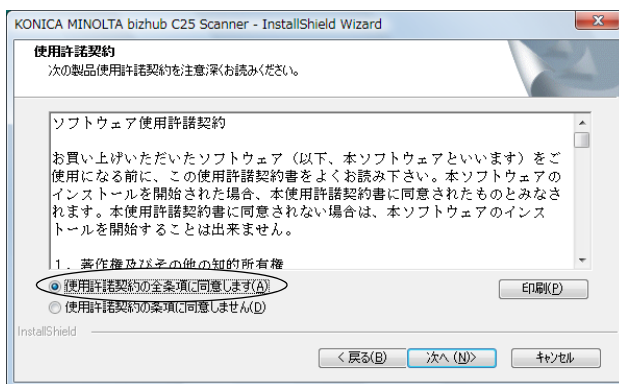 KONICA MINOLTA bizhub C25 Scanner - InstallShield Wizard
使用許諾契約
次の製品使用許諾契約を注意深くお読みください。
ソフトウェア使用許諾契約
お買い上げいただいたソフトウェア（以下、本ソフトウェアといいます）をご
使用になる前に、この使用許諾契約書をよくお読み下さい。本ソフトウェアの
インストールを開始された場合、本使用許諾契約書に同意されたものとみなさ
れます。本使用許諾契約書に同意されない場合は、本ソフトウェアのインス
トールを開始することは出来ません。
1．著作権及びその他の知的所有権
使用許諾契約の全条項に同意します(A)
印刷(P)
使用許諾契約の条項に同意しません(D)
InstallShield
< 戻る(B)
次へ (N)>
キャンセル